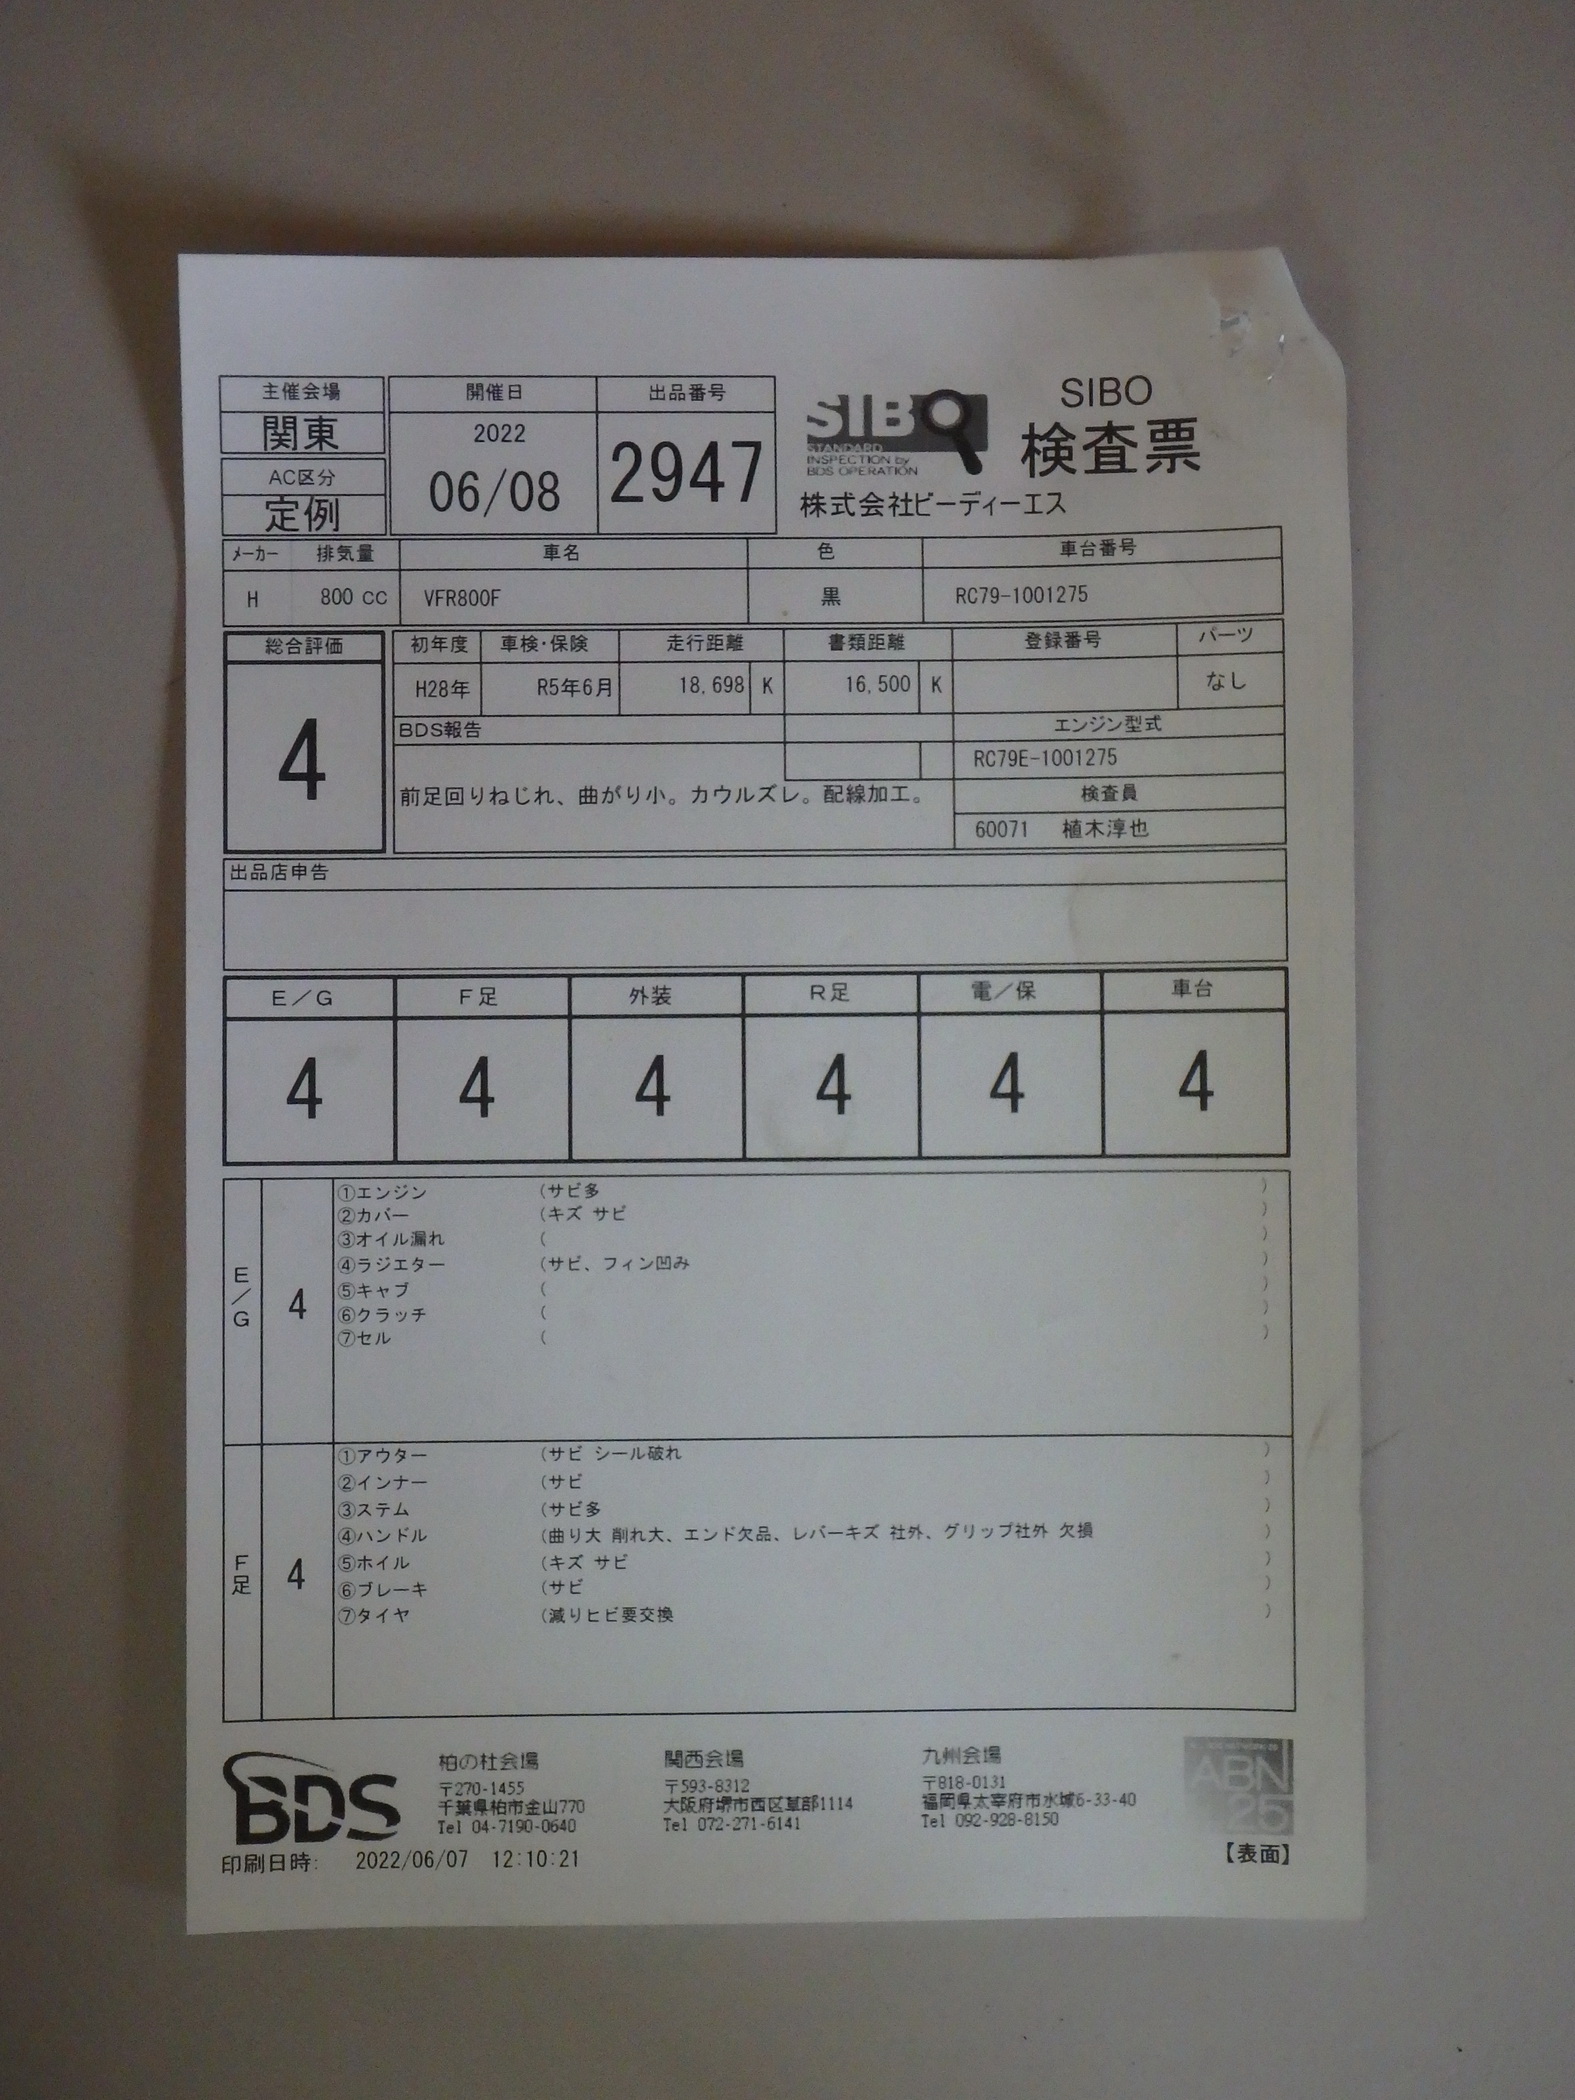 主催会場
関東
AC区分
定例
開催日
2022
06/08
出品番号
2947
SIBO
STANDARD
INSPECTION by
BDS OPERATION
SIBO
検査票
株式会社ビーディーエス
メーカー 排気量 車名 色 車台番号
H 800 CC VFR800F 黒 RC79-1001275
総合評価
4
初年度 車検・保険 走行距離 書類距離 登録番号 パーツ
H28年 R5年6月 18,698 K 16,500 K なし
BDS報告
前足回りねじれ、曲がり小。カウルズレ。配線加工。
エンジン型式
RC79E-1001275
検査員
60071 植木淳也
出品店申告
E/G F足 外装 R足 電/保 車台
4 4 4 4 4 4
E/G
4
①エンジン (サビ多 )
②カバー (キズ サビ )
③オイル漏れ ( )
④ラジエター (サビ、フィン凹み )
⑤キャブ ( )
⑥クラッチ ( )
⑦セル ( )
F足
4
①アウター (サビ シール破れ )
②インナー (サビ )
③ステム (サビ多 )
④ハンドル (曲り大 削れ大、エンド欠品、レバーキズ 社外、グリップ社外 欠損 )
⑤ホイル (キズ サビ )
⑥ブレーキ (サビ )
⑦タイヤ (減りヒビ要交換 )
BDS
柏の杜会場
〒270-1455
千葉県柏市金山770
Tel 04-7190-0640
関西会場
〒593-8312
大阪府堺市西区草部1114
Tel 072-271-6141
九州会場
〒818-0131
福岡県太宰府市水城6-33-40
Tel 092-928-8150
ABN
25
印刷日時: 2022/06/07 12:10:21
【表面】